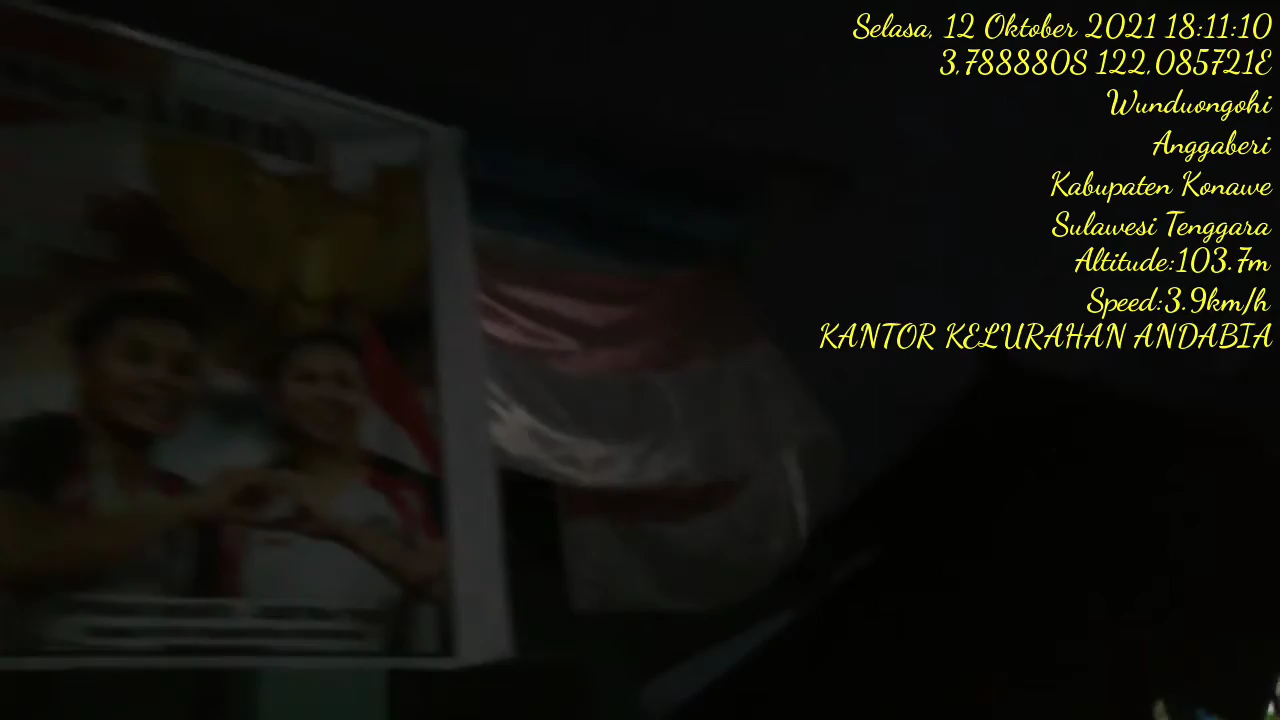 Selasa, 12 Oktober 2021 18:11:10
3,788880S 122,085721E
Wunduongohi
Anggaberi
Kabupaten Konawe
Sulawesi Tenggara
Altitude:103.7m
Speed:3.9km/h
KANTOR KELURAHAN ANDABIA